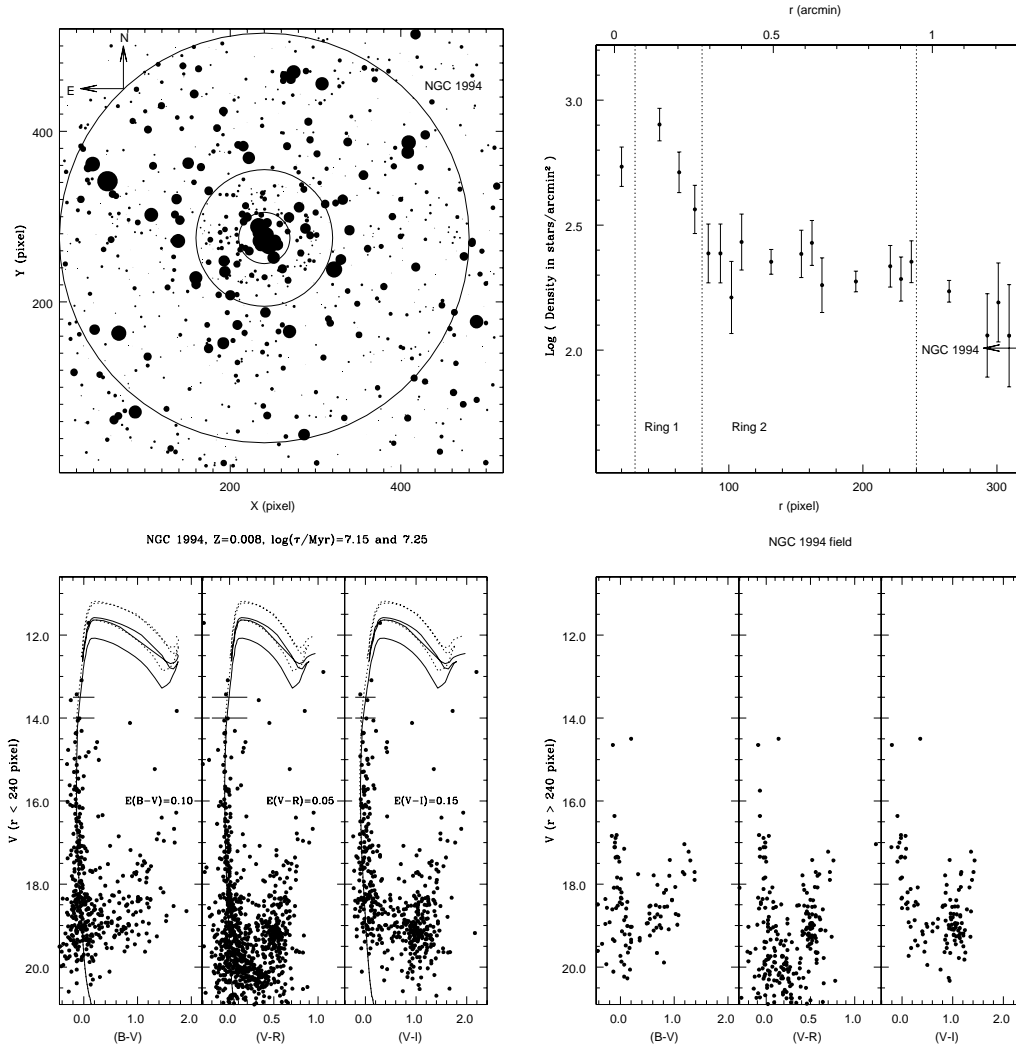 r (arcmin)
0 0.5 1
N
E
NGC 1994
400
200
Y (pixel)
200 400
X (pixel)
3.0
2.5
2.0
Log ( Density in stars/arcmin² )
NGC 1994
Ring 1 Ring 2
100 200 300
r (pixel)
NGC 1994, Z=0.008, log(τ/Myr)=7.15 and 7.25
NGC 1994 field
12.0
14.0
16.0
18.0
20.0
V (r < 240 pixel)
E(B-V)=0.10 E(V-R)=0.05 E(V-I)=0.15
0.0 1.0 2.0 0.0 0.5 1.0 0.0 1.0 2.0
(B-V) (V-R) (V-I)
12.0
14.0
16.0
18.0
20.0
V (r > 240 pixel)
0.0 1.0 2.0 0.0 0.5 1.0 0.0 1.0 2.0
(B-V) (V-R) (V-I)